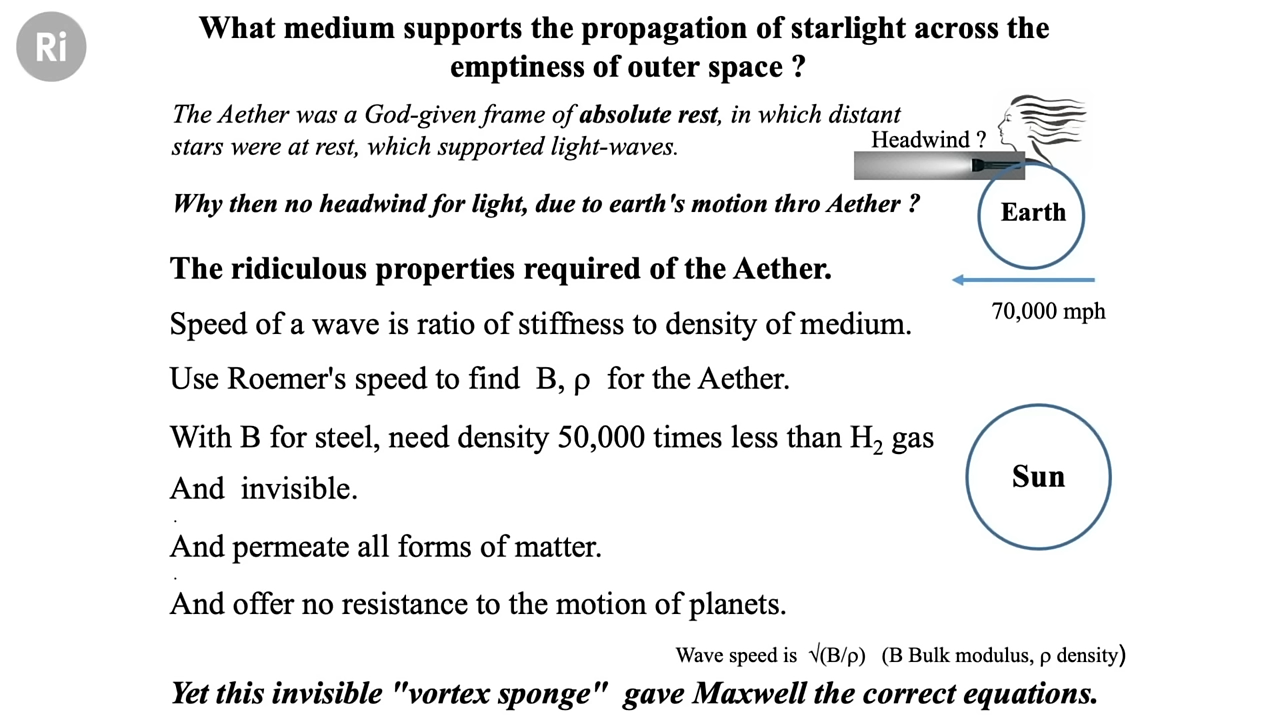 Ri
What medium supports the propagation of starlight across the
emptiness of outer space ?
The Aether was a God-given frame of absolute rest, in which distant
stars were at rest, which supported light-waves.
Headwind ?
Why then no headwind for light, due to earth's motion thro Aether ?
Earth
The ridiculous properties required of the Aether.
70,000 mph
Speed of a wave is ratio of stiffness to density of medium.
Use Roemer's speed to find B, ρ for the Aether.
With B for steel, need density 50,000 times less than H₂ gas
Sun
And invisible.
And permeate all forms of matter.
And offer no resistance to the motion of planets.
Wave speed is √(B/ρ) (B Bulk modulus, ρ density)
Yet this invisible "vortex sponge" gave Maxwell the correct equations.